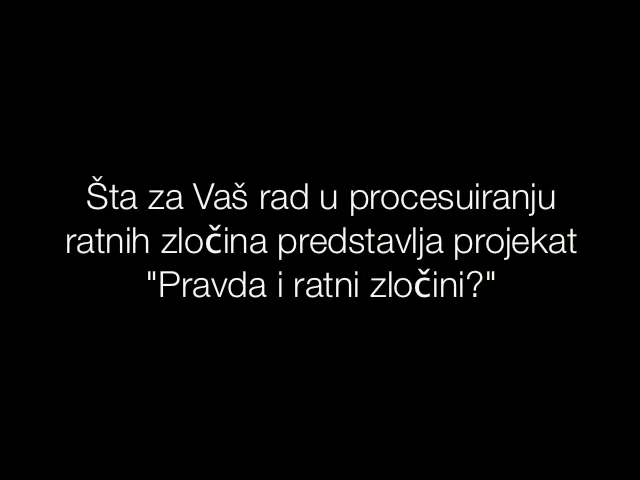 Šta za Vaš rad u procesuiranju
ratnih zločina predstavlja projekat
"Pravda i ratni zločini?"